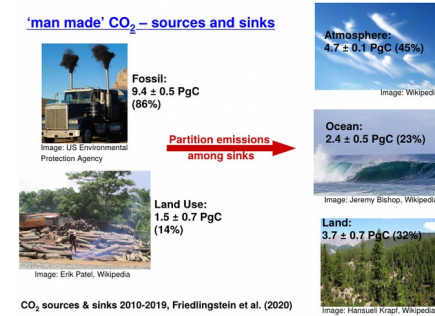 'man made' CO2 – sources and sinks
Fossil:
9.4 ± 0.5 PgC
(86%)
Image: US Environmental
Protection Agency
Land Use:
1.5 ± 0.7 PgC
(14%)
Image: Erik Patel, Wikipedia
Partition emissions
among sinks
Atmosphere:
4.7 ± 0.1 PgC (45%)
Image: Wikipedi
Ocean:
2.4 ± 0.5 PgC (23%)
Image: Jeremy Bishop, Wikipedia
Land:
3.7 ± 0.7 PgC (32%)
Image: Hansueli Krapf, Wikipedia
CO2 sources & sinks 2010-2019, Friedlingstein et al. (2020)